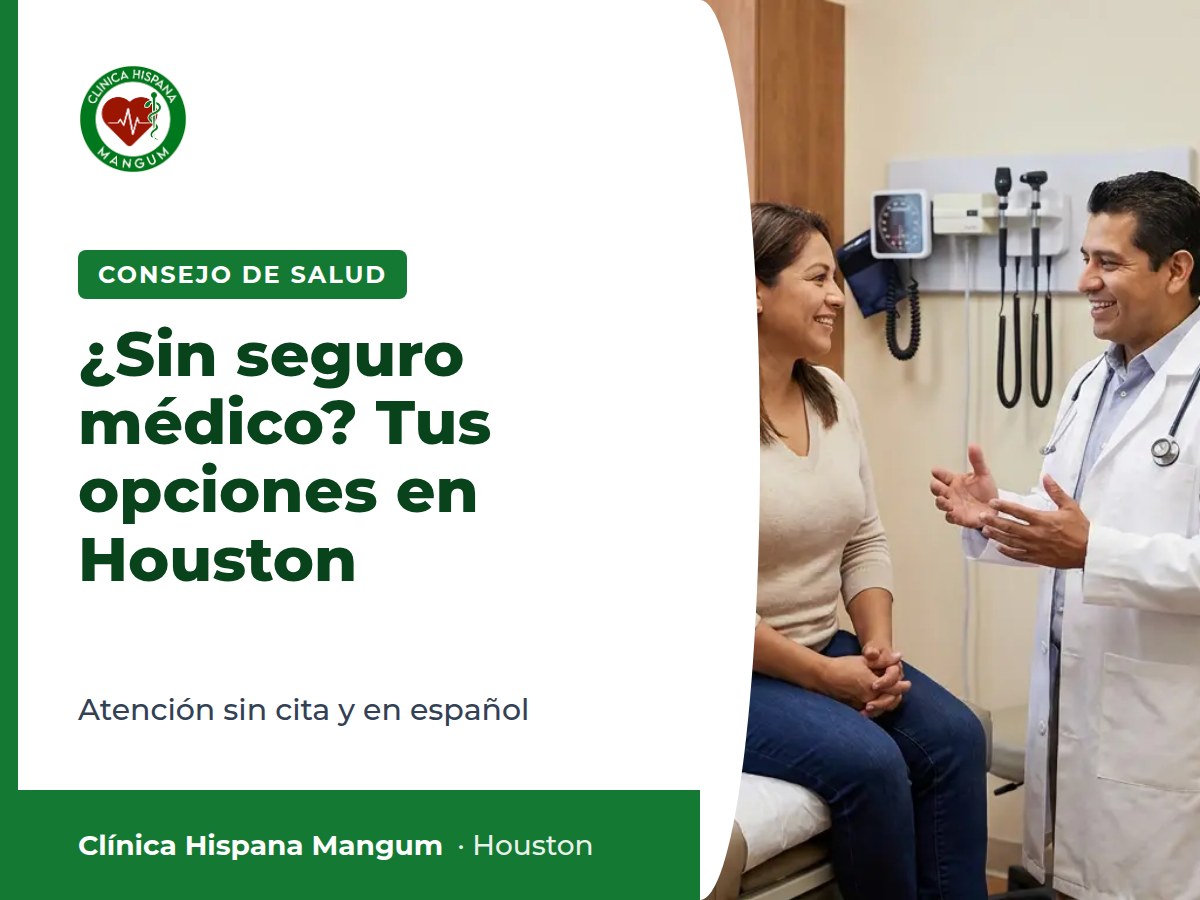 CLINICA HISPANA
MANGUM
CONSEJO DE SALUD
¿Sin seguro
médico? Tus
opciones en
Houston
Atención sin cita y en español
Clínica Hispana Mangum · Houston